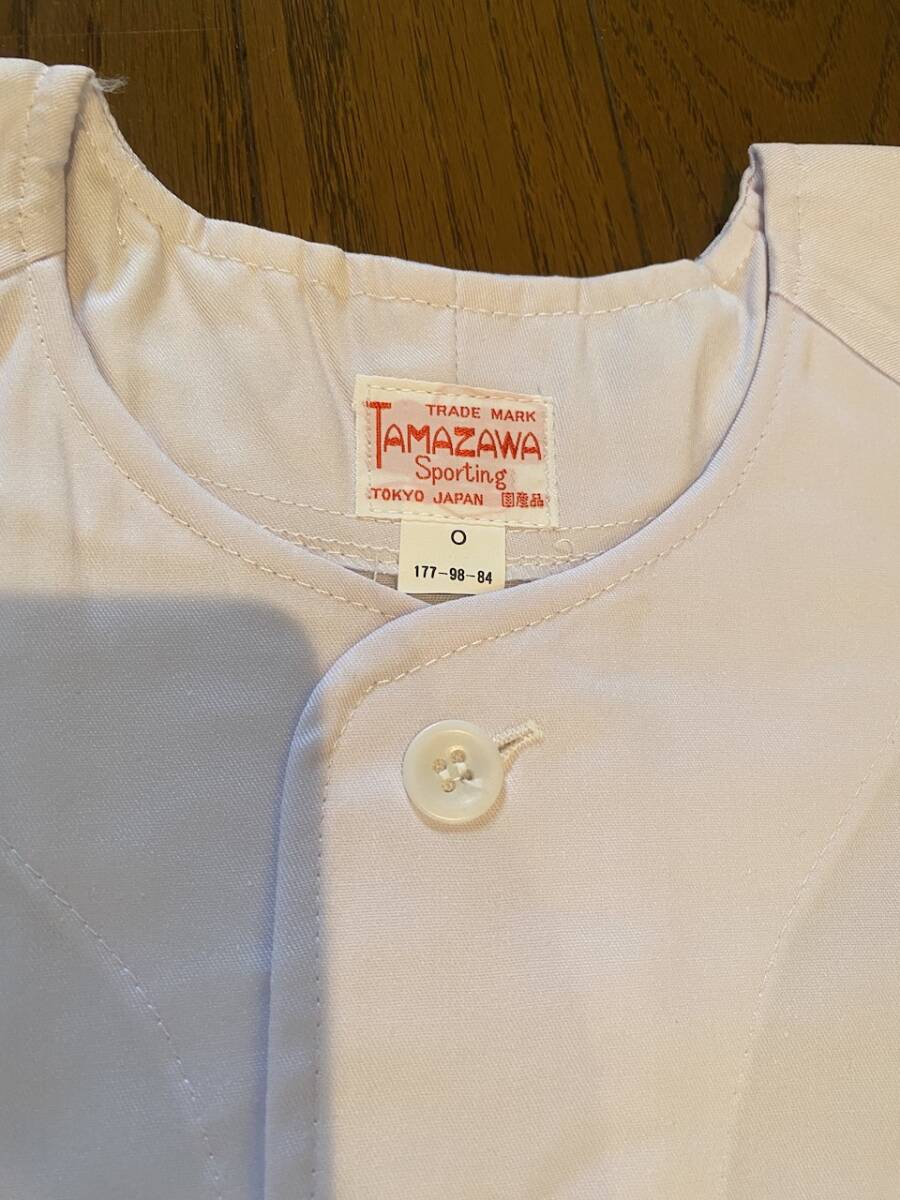 TRADE MARK
TAMAZAWA
Sporting
TOKYO JAPAN 国産品
O
177-98-84